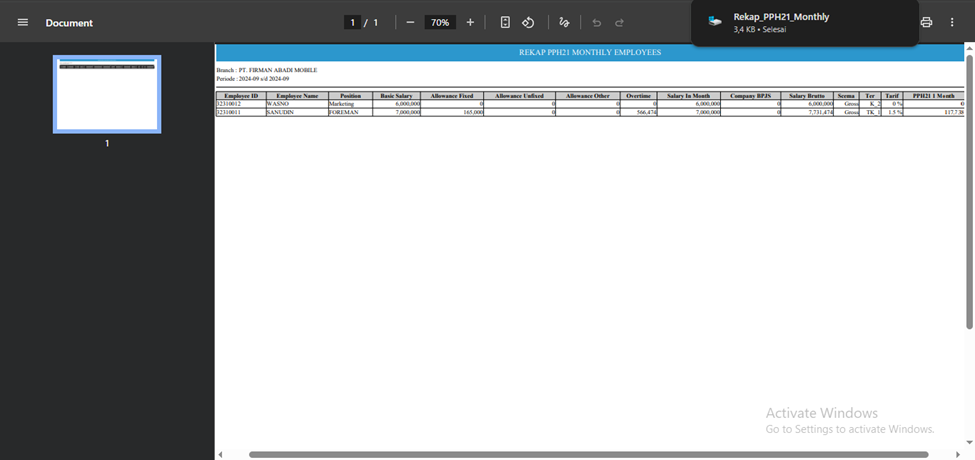 Document
1 / 1
70%
Rekap_PPH21_Monthly
3,4 KB • Selesai
1
REKAP PPH21 MONTHLY EMPLOYEES
Branch : PT. FIRMAN ABADI MOBILE
Periode : 2024-09 s/d 2024-09
Employee ID Employee Name Position Basic Salary Allowance Fixed Allowance Unfixed Allowance Other Overtime Salary In Month Company BPJS Salary Brutto Scema Ter Tarif PPH21 1 Month
32310012 WASNO Marketing 6,000,000 0 0 0 0 6,000,000 0 6,000,000 Gross K_2 0 % 0
32310011 SANUDIN FOREMAN 7,000,000 165,000 0 0 566,474 7,000,000 0 7,731,474 Gross TK_1 1.5 % 117,738
Activate Windows
Go to Settings to activate Windows.